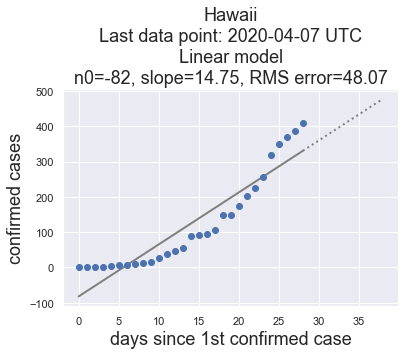 Hawaii
Last data point: 2020-04-07 UTC
Linear model
n0=-82, slope=14.75, RMS error=48.07
500
400
300
200
100
0
−100
confirmed cases
0 5 10 15 20 25 30 35
days since 1st confirmed case